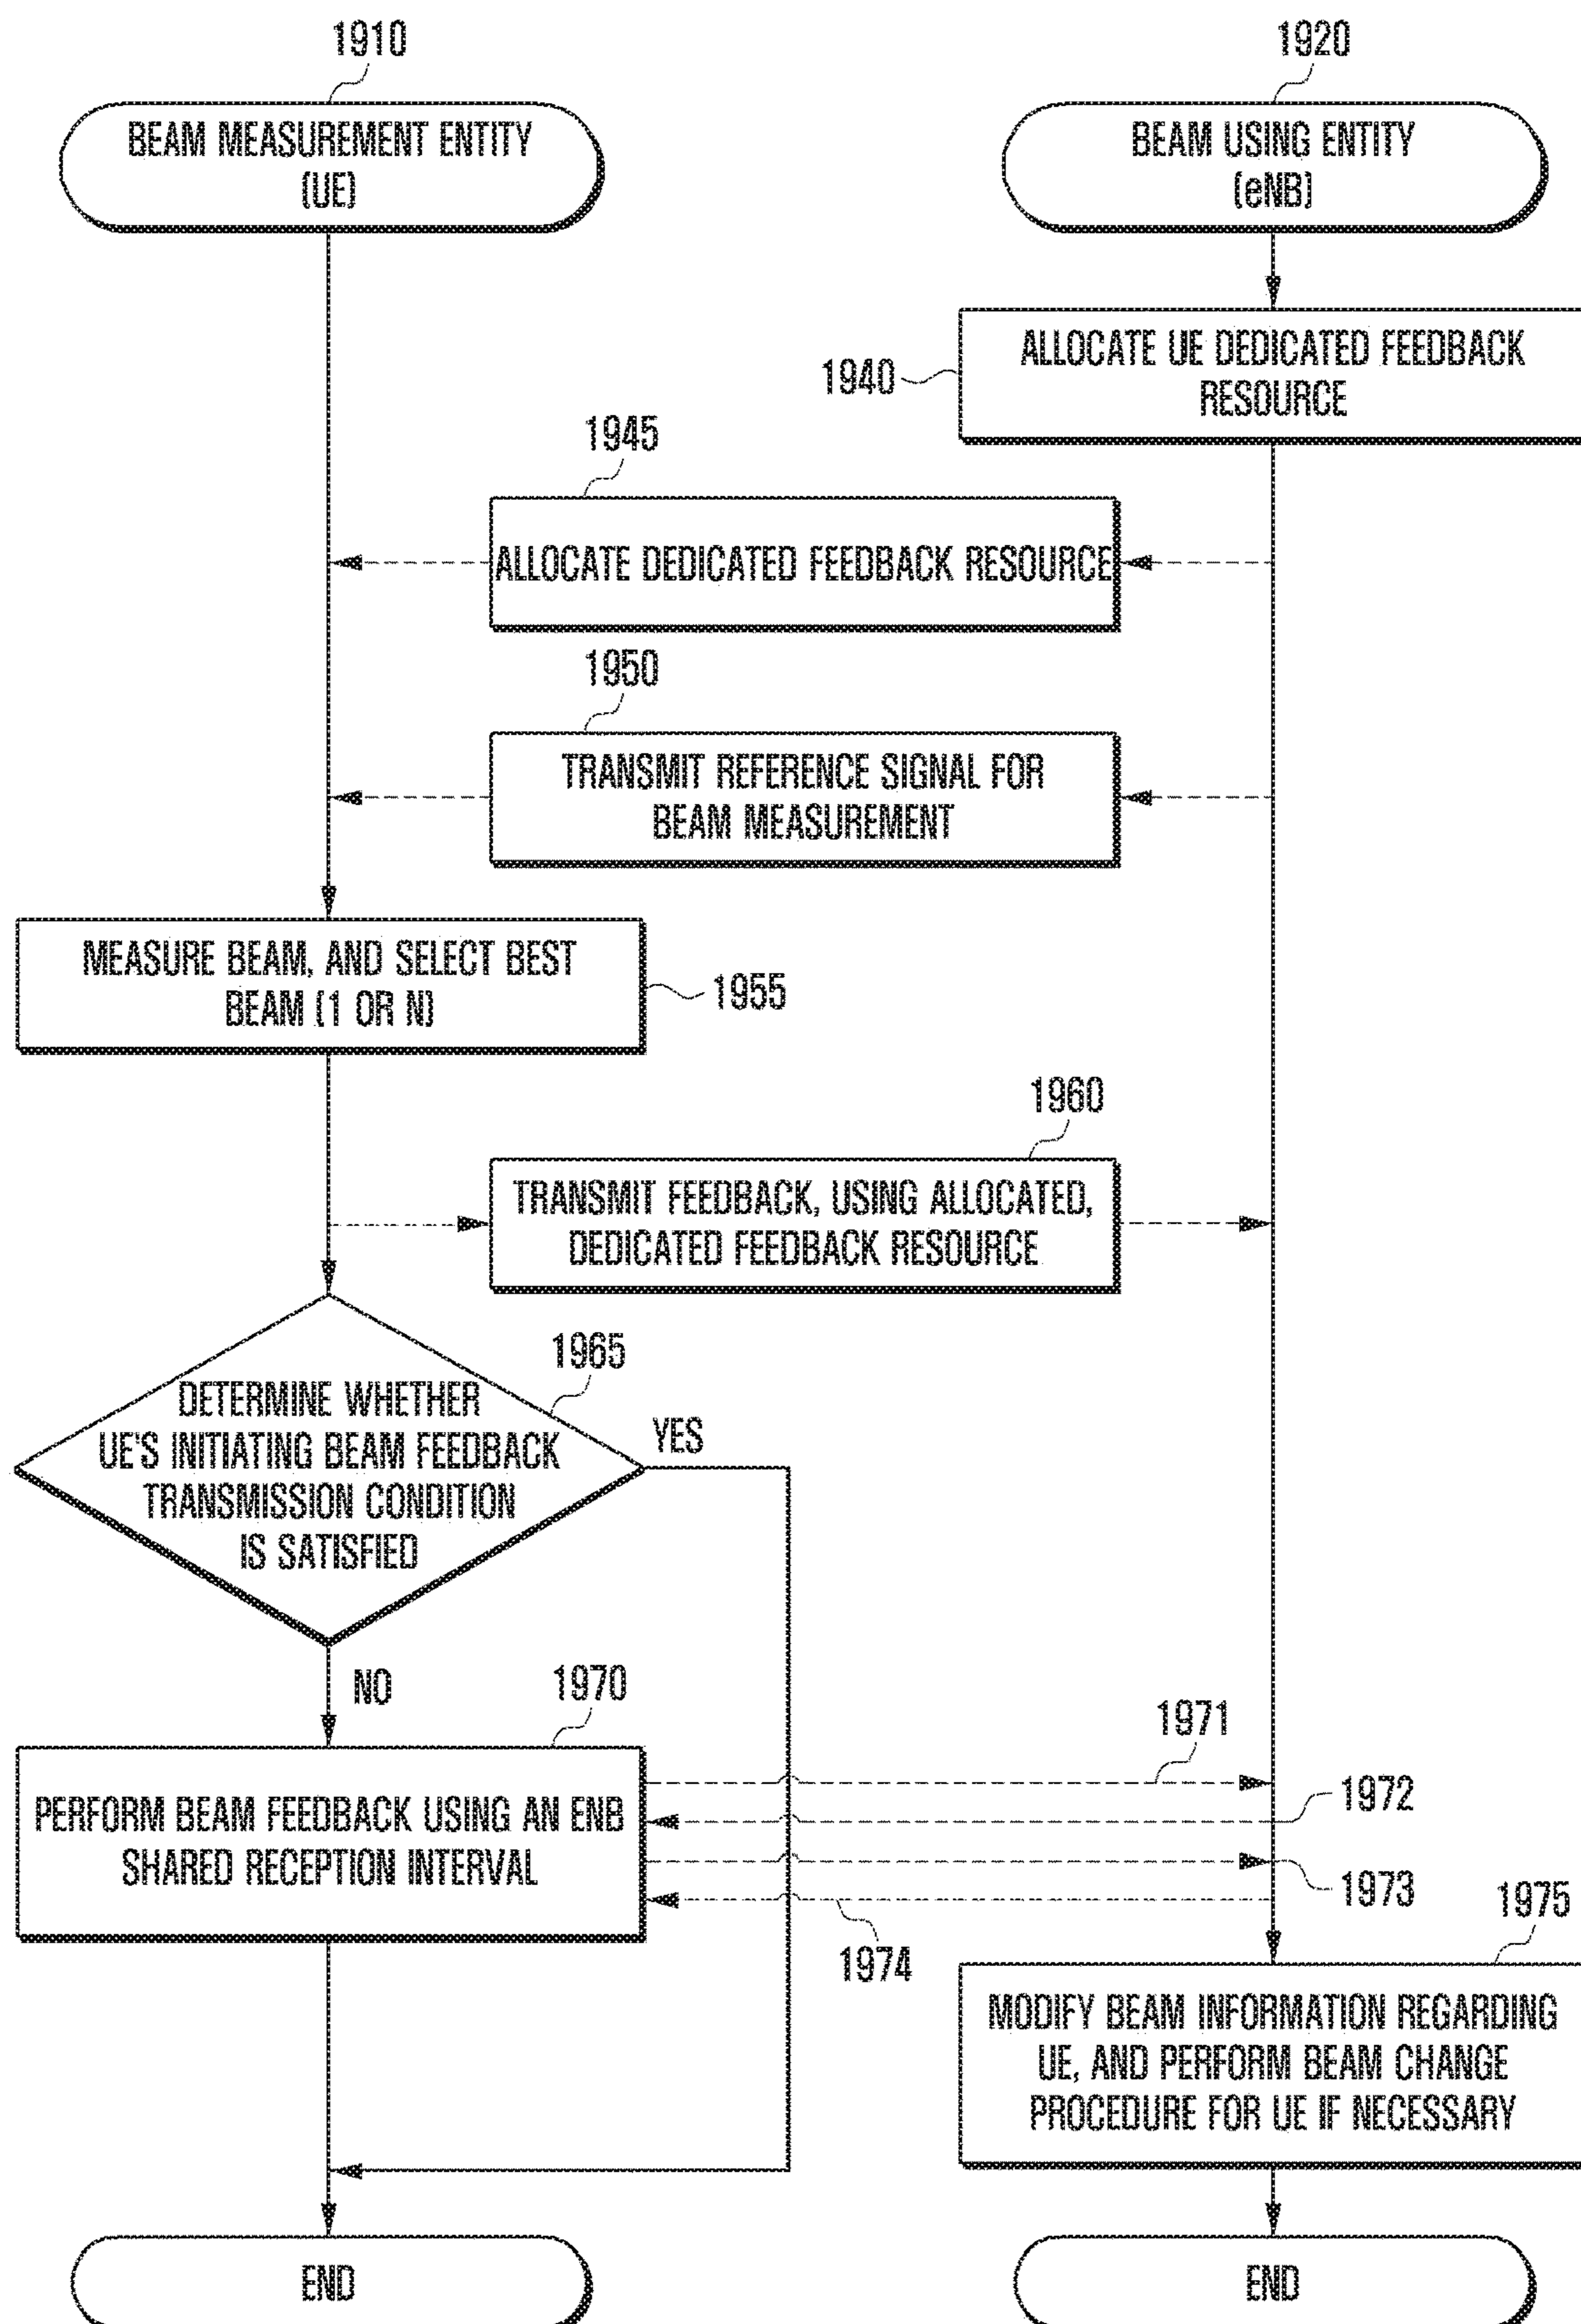 1910
1920
BEAM MEASUREMENT ENTITY
(UE)
BEAM USING ENTITY
(eNB)
ALLOCATE UE DEDICATED FEEDBACK
RESOURCE
1940
1945
ALLOCATE DEDICATED FEEDBACK RESOURCE
1950
TRANSMIT REFERENCE SIGNAL FOR
BEAM MEASUREMENT
MEASURE BEAM, AND SELECT BEST
BEAM (1 OR N)
1955
1960
TRANSMIT FEEDBACK, USING ALLOCATED,
DEDICATED FEEDBACK RESOURCE
1965
DETERMINE WHETHER
UE'S INITIATING BEAM FEEDBACK
TRANSMISSION CONDITION
IS SATISFIED
YES
NO
1970
PERFORM BEAM FEEDBACK USING AN ENB
SHARED RECEPTION INTERVAL
1971
1972
1973
1974
1975
MODIFY BEAM INFORMATION REGARDING
UE, AND PERFORM BEAM CHANGE
PROCEDURE FOR UE IF NECESSARY
END
END